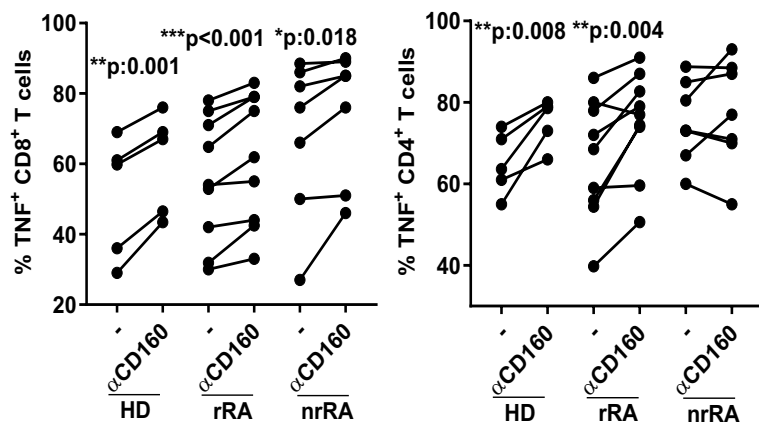 % TNF⁺ CD8⁺ T cells
100
80
60
40
20
**p:0.001
***p<0.001
*p:0.018
-
αCD160
-
αCD160
-
αCD160
HD
rRA
nrRA
% TNF⁺ CD4⁺ T cells
100
80
60
40
**p:0.008
**p:0.004
-
αCD160
-
αCD160
-
αCD160
HD
rRA
nrRA